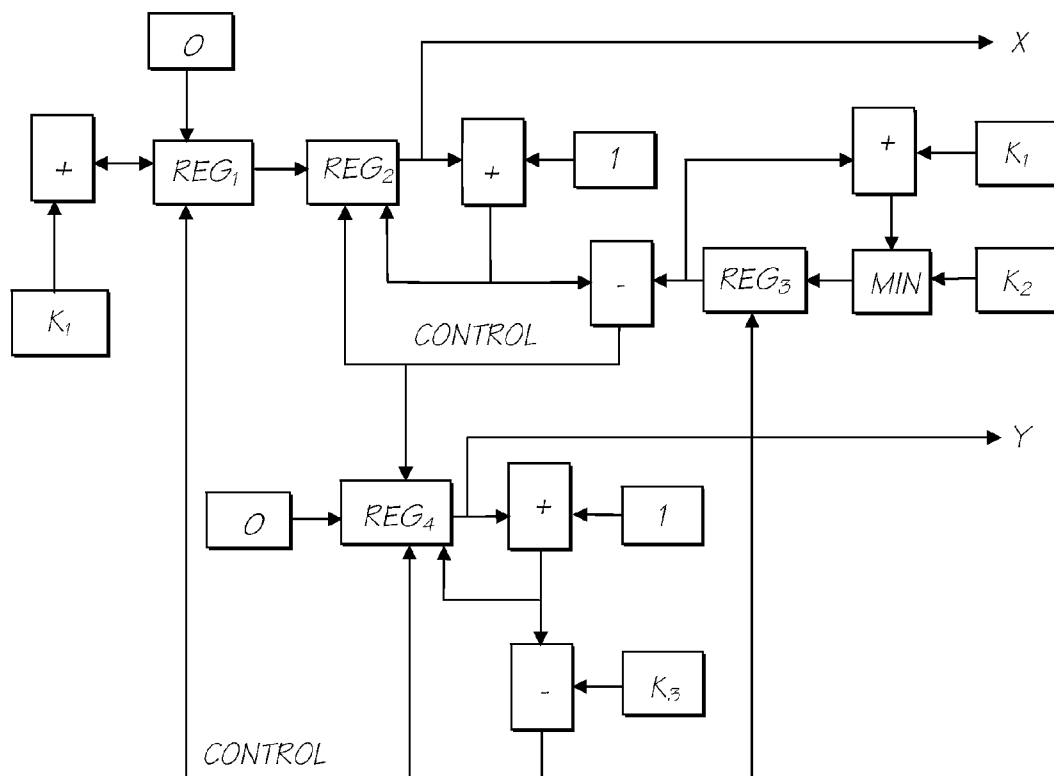 0
X
+
REG₁
REG₂
+
1
+
K₁
K₁
-
REG₃
MIN
K₂
CONTROL
Y
0
REG₄
+
1
-
K₃
CONTROL